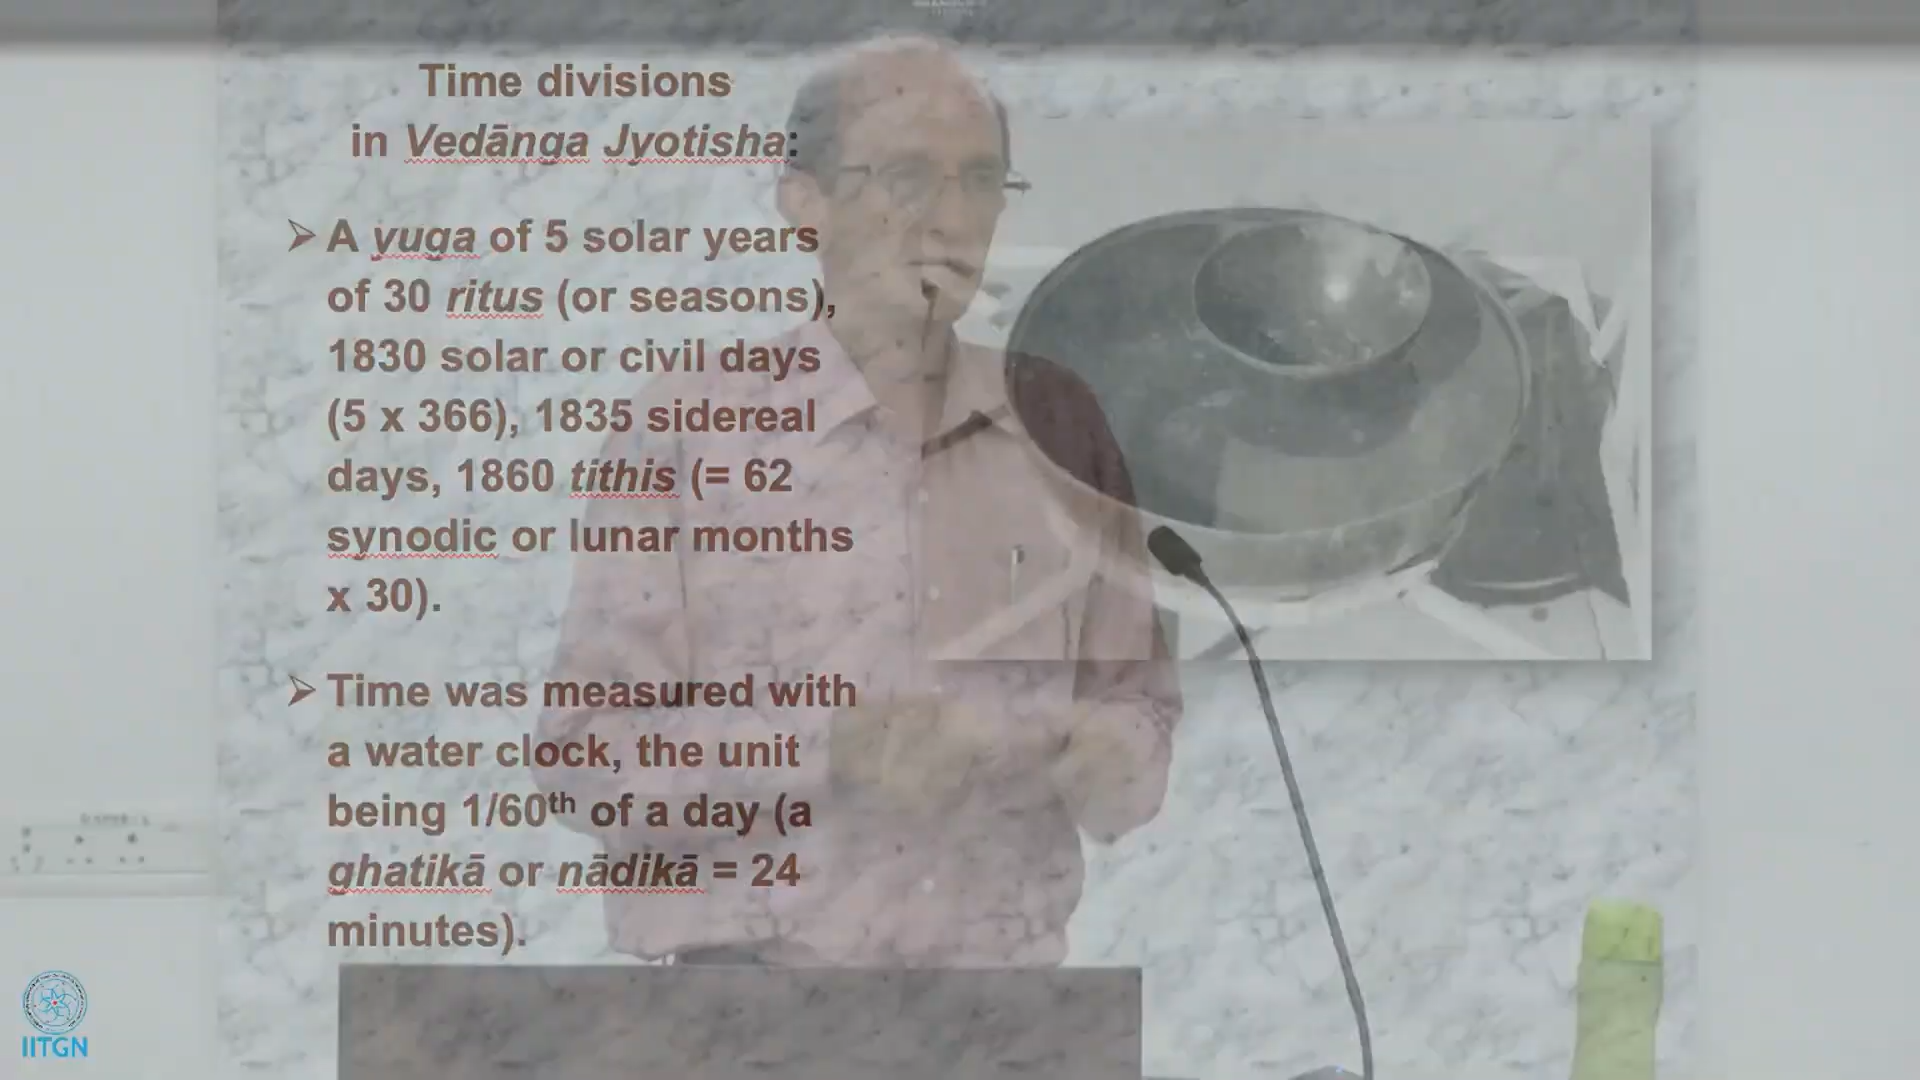 Time divisions
in Vedānga Jyotisha:
➢ A yuga of 5 solar years
of 30 ritus (or seasons),
1830 solar or civil days
(5 x 366), 1835 sidereal
days, 1860 tithis (= 62
synodic or lunar months
x 30).
➢ Time was measured with
a water clock, the unit
being 1/60th of a day (a
ghatikā or nādikā = 24
minutes).
IITGN